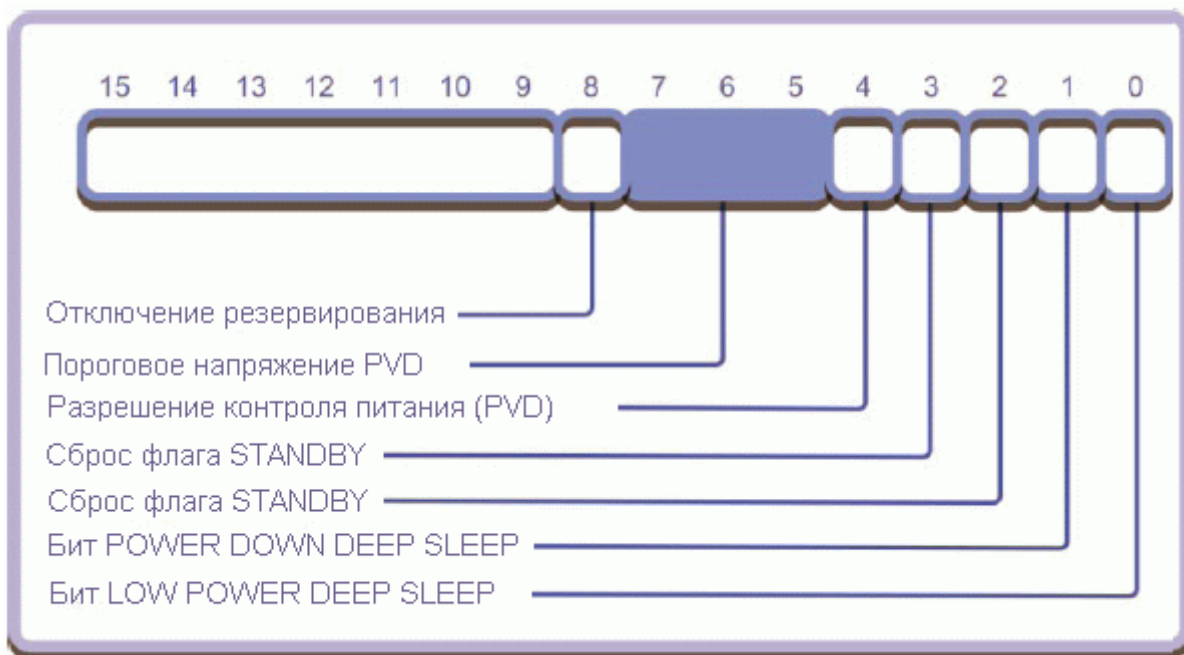 15 14 13 12 11 10 9 8 7 6 5 4 3 2 1 0
Отключение резервирования
Пороговое напряжение PVD
Разрешение контроля питания (PVD)
Сброс флага STANDBY
Сброс флага STANDBY
Бит POWER DOWN DEEP SLEEP
Бит LOW POWER DEEP SLEEP